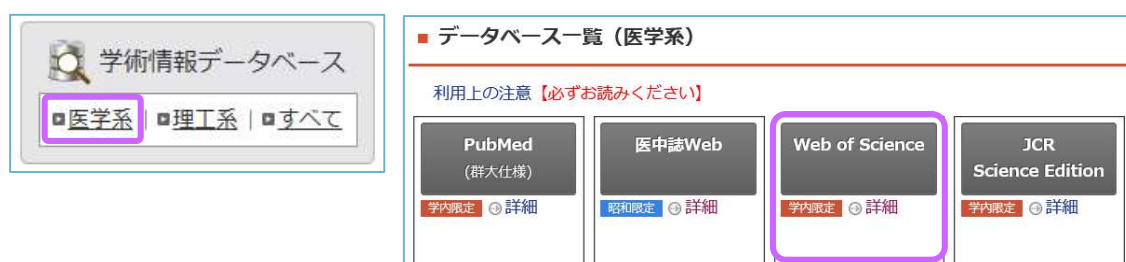 学術情報データベース
医学系 | 理工系 | すべて
■ データベース一覧（医学系）
利用上の注意【必ずお読みください】
PubMed
(群大仕様)
学内限定 詳細
医中誌Web
昭和限定 詳細
Web of Science
学内限定 詳細
JCR
Science Edition
学内限定 詳細